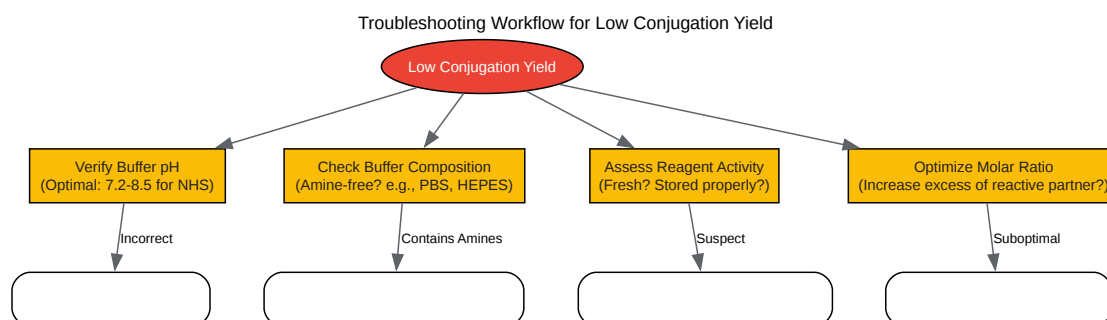 Troubleshooting Workflow for Low Conjugation Yield
Low Conjugation Yield
Verify Buffer pH
(Optimal: 7.2-8.5 for NHS)
Check Buffer Composition
(Amine-free? e.g., PBS, HEPES)
Assess Reagent Activity
(Fresh? Stored properly?)
Optimize Molar Ratio
(Increase excess of reactive partner?)
Incorrect
Contains Amines
Suspect
Suboptimal